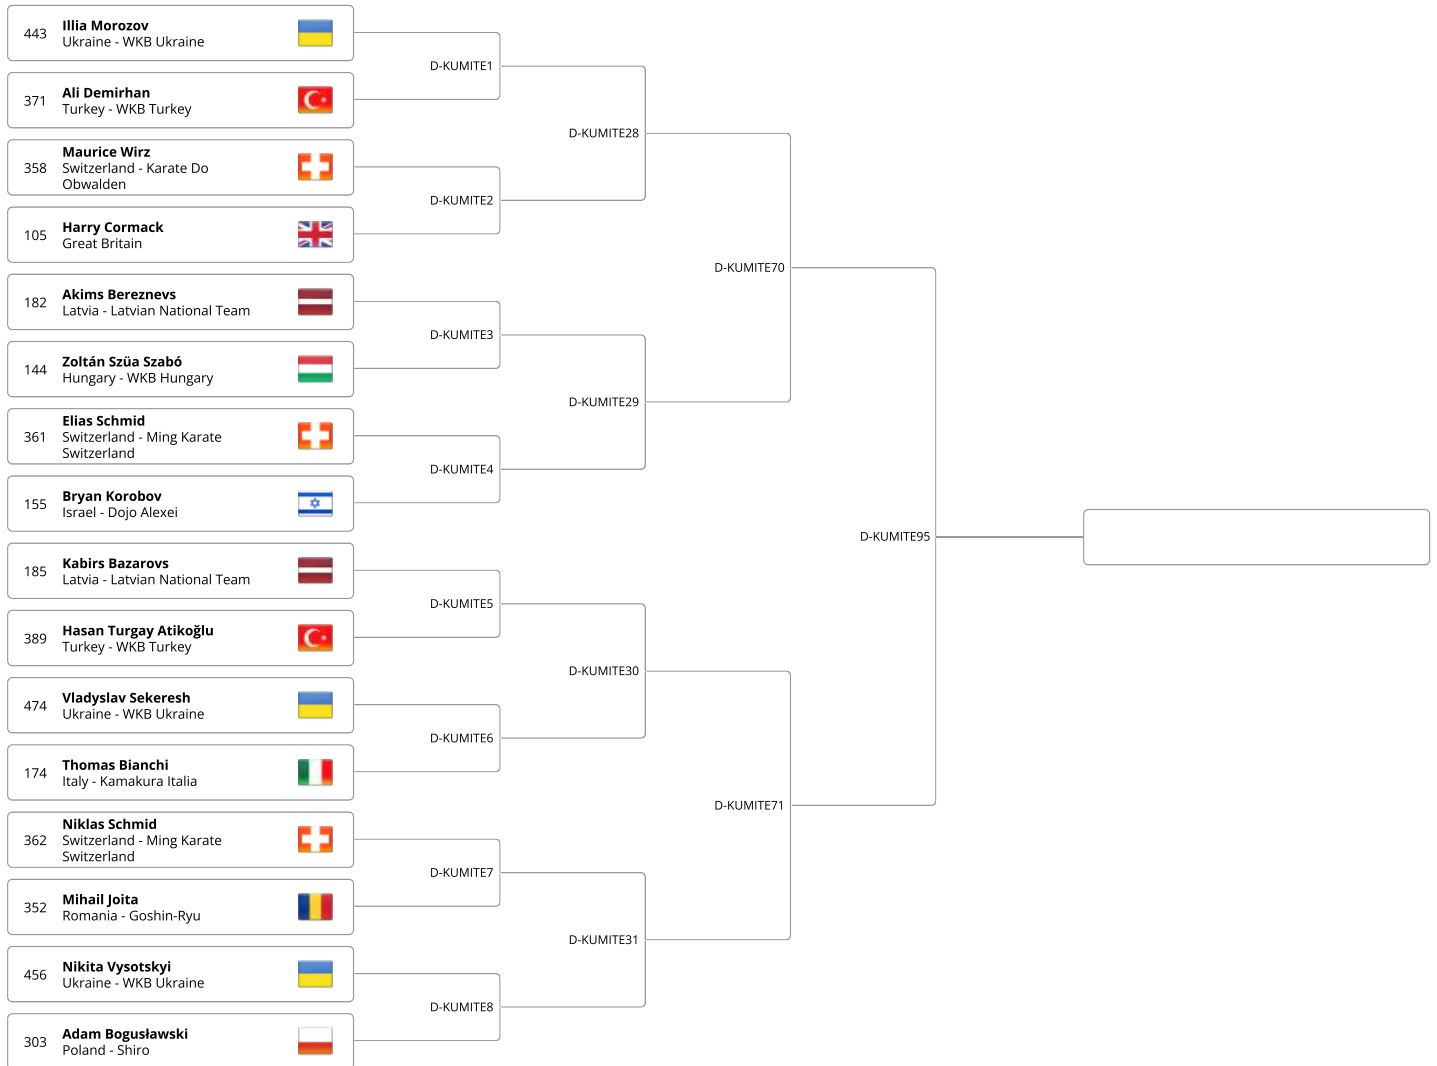 443
Illia Morozov
Ukraine - WKB Ukraine
D-KUMITE1
371
Ali Demirhan
Turkey - WKB Turkey
D-KUMITE28
358
Maurice Wirz
Switzerland - Karate Do
Obwalden
D-KUMITE2
105
Harry Cormack
Great Britain
D-KUMITE70
182
Akims Bereznevs
Latvia - Latvian National Team
D-KUMITE3
144
Zoltán Szüa Szabó
Hungary - WKB Hungary
D-KUMITE29
361
Elias Schmid
Switzerland - Ming Karate
Switzerland
D-KUMITE4
155
Bryan Korobov
Israel - Dojo Alexei
D-KUMITE95
185
Kabirs Bazarovs
Latvia - Latvian National Team
D-KUMITE5
389
Hasan Turgay Atikoğlu
Turkey - WKB Turkey
D-KUMITE30
474
Vladyslav Sekeresh
Ukraine - WKB Ukraine
D-KUMITE6
174
Thomas Bianchi
Italy - Kamakura Italia
D-KUMITE71
362
Niklas Schmid
Switzerland - Ming Karate
Switzerland
D-KUMITE7
352
Mihail Joita
Romania - Goshin-Ryu
D-KUMITE31
456
Nikita Vysotskyi
Ukraine - WKB Ukraine
D-KUMITE8
303
Adam Bogusławski
Poland - Shiro